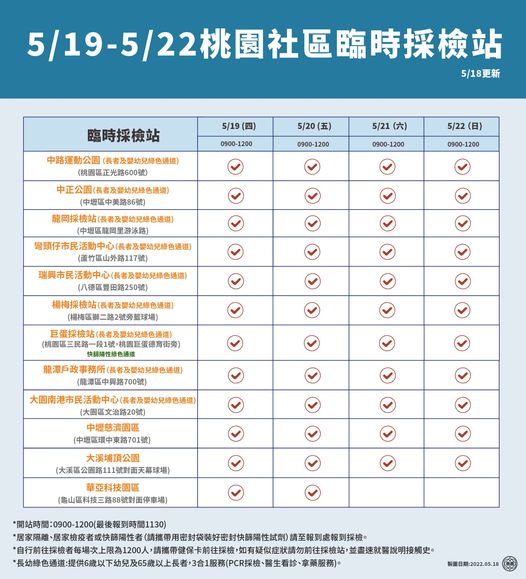 5/19-5/22桃園社區臨時採檢站
5/18更新
臨時採檢站
5/19 (四)
5/20 (五)
5/21 (六)
5/22 (日)
0900-1200
0900-1200
0900-1200
0900-1200
中路運動公園 (長者及嬰幼兒綠色通道)
(桃園區正光路600號)
中正公園(長者及嬰幼兒綠色通道)
(中壢區中美路86號)
龍岡採檢站(長者及嬰幼兒綠色通道)
(中壢區龍岡里游泳路)
彎頭仔市民活動中心(長者及嬰幼兒綠色通道)
(蘆竹區山外路117號)
瑞興市民活動中心(長者及嬰幼兒綠色通道)
(八德區豐田路250號)
楊梅採檢站(長者及嬰幼兒綠色通道)
(楊梅區獅二路2號旁籃球場)
巨蛋採檢站(長者及嬰幼兒綠色通道)
(桃園區三民路一段1號,桃園巨蛋德育街旁)
快篩陽性綠色通道
龍潭戶政事務所(長者及嬰幼兒綠色通道)
(龍潭區中興路700號)
大園南港市民活動中心(長者及嬰幼兒綠色通道)
(大園區文治路20號)
中壢慈濟園區
(中壢區環中東路701號)
大溪埔頂公園
(大溪區公園路111號對面天幕球場)
華亞科技園區
(龜山區科技三路88號對面停車場)
*開站時間:0900-1200(最後報到時間1130)
*居家隔離、居家檢疫者或快篩陽性者 (請攜帶用密封袋裝好密封快篩陽性試劑) 請至報到處報到採檢。
*自行前往採檢者每場次上限為1200人,請攜帶健保卡前往採檢,如有疑似症狀請勿前往採檢站,並盡速就醫說明接觸史。
*長幼綠色通道:提供6歲以下幼兒及65歲以上長者,3合1服務(PCR採檢、醫生看診、拿藥服務)。
製圖日期:2022.05.18